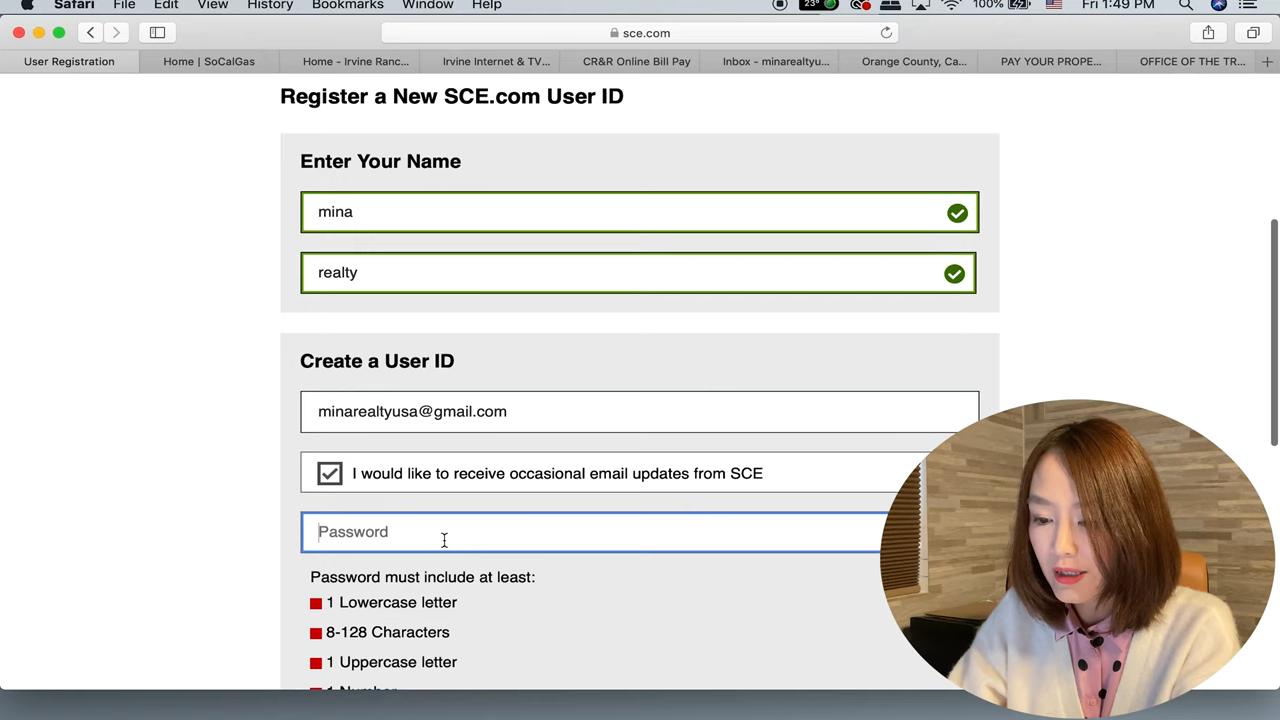 Safari File Edit View History Bookmarks Window Help 23° 100% Fri 1:49 PM
sce.com
User Registration Home | SoCalGas Home - Irvine Ranc... Irvine Internet & TV... CR&R Online Bill Pay Inbox - minarealtyu... Orange County, Ca... PAY YOUR PROPE... OFFICE OF THE TR...
Register a New SCE.com User ID
Enter Your Name
mina
realty
Create a User ID
minarealtyusa@gmail.com
I would like to receive occasional email updates from SCE
Password
Password must include at least:
1 Lowercase letter
8-128 Characters
1 Uppercase letter
1 Number